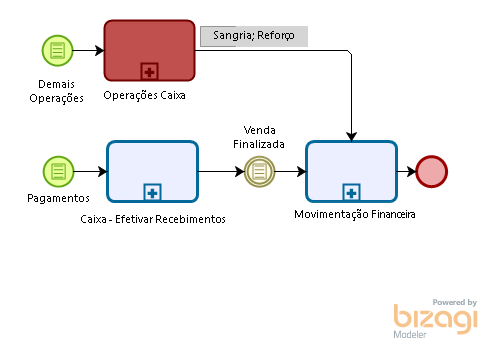 Sangria; Reforço
Demais
Operações
Operações Caixa
Venda
Finalizada
Pagamentos
Caixa - Efetivar Recebimentos
Movimentação Financeira
Powered by
bizagi
Modeler